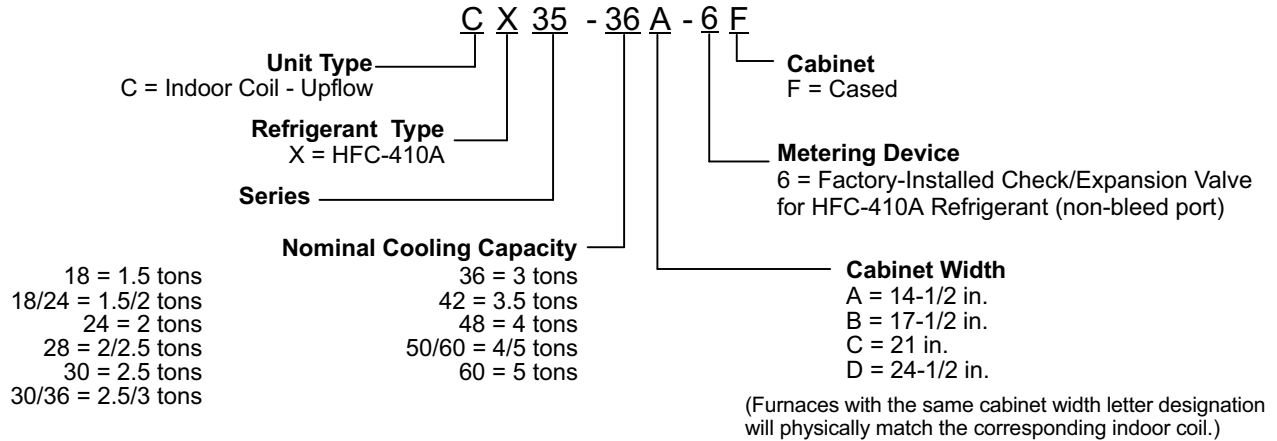 C X 35 - 36 A - 6 F
Unit Type
C = Indoor Coil - Upflow
Refrigerant Type
X = HFC-410A
Series
Nominal Cooling Capacity
18 = 1.5 tons
18/24 = 1.5/2 tons
24 = 2 tons
28 = 2/2.5 tons
30 = 2.5 tons
30/36 = 2.5/3 tons
36 = 3 tons
42 = 3.5 tons
48 = 4 tons
50/60 = 4/5 tons
60 = 5 tons
Cabinet
F = Cased
Metering Device
6 = Factory-Installed Check/Expansion Valve
for HFC-410A Refrigerant (non-bleed port)
Cabinet Width
A = 14-1/2 in.
B = 17-1/2 in.
C = 21 in.
D = 24-1/2 in.
(Furnaces with the same cabinet width letter designation
will physically match the corresponding indoor coil.)